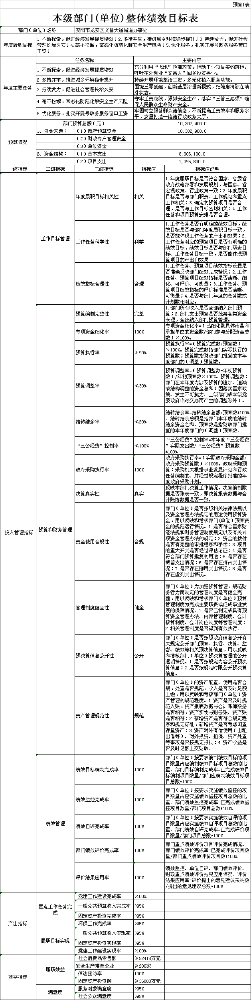 预算1表
本级部门(单位)整体绩效目标表
部门（单位）名称
安阳市龙安区文昌大道街道办事处
年度履职目标
1.不断探索，促进经济发展提质增效；2.多措并举，推进城乡环境稳步提升；3.持续发力，促进社会
管理长治久安；4.毫不松懈，常态化防范化解安全生产风险；5.优化服务，扎实开展号政务服务窗口
工资；
年度主要任务
任务名称
主要内容
1.不断探索，促进经济发展提质增效
充分利用“飞地”招商政策，推动工业项目签约落地。
呼吁在外创业“文昌人”回乡投资兴业。
2.多措并举，推进城乡环境稳步提升
持续开展环境整治工资，多元化植入服务功能。
3.持续发力，促进社会管理长治久安
围绕三零创建，创新基层治理新模式，把隐患消除在萌
芽状态。
4.毫不松懈，常态化防范化解安全生产风险
守牢工资底线，狠抓安全生产，落实“三管三必须”确
保人民群众生命财产安全。
5.优化服务，扎实开展号政务服务窗口工资
牢固树立服务群众德信念，不断提高工资效率和服务水
平，女里打造一流德行政政务大厅。
预算情况
部门预算总额(元)
10,302,900.0
1、资金来源：
（1）政府预算资金
10,302,900.0
（2）财政专户管理资金
（3）单位资金
2、资金结构：
（1）基本支出
8,906,100.0
（2）项目支出
1,396,800.0
一级指标
二级指标
三级指标
指标值
指标值说明
投入管理指标
工作目标管理
年度履职目标相关性
相关
1.年度履职目标是否符合国家、省委省
政府战略部署和发展规划，与国家、省
宏观政策、行业政策一致；2.年度履职
目标是否与部门职责、工作规划和重点
工作相关；3.确定的预算项目是否合
理，是否与工作目标密切相关；4.工作
任务和项目预算安排是否合理。
工作任务科学性
科学
1.工作任务是否有明确的绩效目标，绩
效目标是否与部门年度履职目标一致，
是否能体现工作任务的产出和效果；2.
工作任务对应的预算项目是否有明确的
绩效目标，绩效目标是否与部门职责目
标、工作任务目标一致，是否能体现预
算项目的产出和效果
绩效指标合理性
合理
1.工作任务、预算项目绩效指标设置是
否准确反映部门绩效完成情况；2.工作
任务、预算项目绩效指标是否清晰、细
化、可评价、可衡量；3.工作任务、预
算项目绩效指标的评价标准是否清晰、
可衡量；4.是否与部门年度的任务数或
计划数相对应。
预算和财务管理
预算编制完整性
完整
1.部门所有收入是否全部纳入部门预
算；2.部门支出预算是否统筹各类资金
来源，全部纳入部门预算管理。
专项资金细化率
100%
专项资金细化率=（已细化到具体市县和
承担单位的资金数/部门参与分配资金总
数）×100%。
预算执行率
≥90%
预算执行率=（预算完成数/预算数）
×100%。预算完成数指部门实际执行的
预算数；预算数指财政部门批复的本年
度部门的（调整）预算数。
预算调整率
≤30%
预算调整率=（预算调整数-年初预算
数）/年初预算数×100%。预算调整数：
部门在本年度内涉及预算的追加、追减
或结构调整的资金总和（因落实国家政
策、发生不可抗力、上级部门或本级党
委政府临时交办而产生的调整除外）。
结转结余率
≤20%
结转结余率=结转结余总额/预算数*100%
。结转结余总额是指部门本年度的结转
结余资金之和。预算数是指财政部门批
复的本年度部门的（调整）预算数。
“三公经费”控制率
≤100%
“三公经费”控制率=本年度“三公经费
”实际支出数/“三公经费”预算数
*100%
政府采购执行率
100%
政府采购执行率=（实际政府采购金额/
政府采购预算数）×100%。政府采购预
算：采购机关根据事业发展计划和行政
任务编制的、并经过规定程序批准的年
度政府采购计划。
决算真实性
真实
反映本部门决算工作情况。决算编制数
据是否账表一致，即决算报表数据与会
计账簿数据是否一致。
资金使用合规性
合规
部门（单位）是否按照相关法律法规以
及资金管理办法规定的用途使用预算资
金，用以反映和考核部门(单位）预算资
金的规范运行情况。1.是否符合国家财
经法规和财务管理制度规定以及有关专
项资金管理办法的规定；2.资金的拨付
是否有完整的审批程序和手续；3.项目
的重大开支是否经过评估论证；4.是否
符合部门预算批复的用途；5.是否存在
截留支出情况；6.是否存在挤占支出情
况；7.是否存在挪用支出情况；8.是否
存在虚列支出情况。
管理制度健全性
健全
部门（单位）为加强预算管理，规范财
务行为而制定的管理制度是否健全完
整，用以反映和考核部门（单位）预算
管理制度为完成主要职责或促成事业发
展的保障情况。1.是否已制定或具有预
算资金管理办法、内部管理制度、会计
核算制度、会计岗位制度等管理制度；
2.相关管理制度是否得到有效执行。
预决算信息公开性
公开
部门（单位）是否按照政府信息公开有
关规定公开部门预算、执行、决算、监
督、绩效等相关预决算信息，用以反映
和考核部门（单位）预决算管理的公开
透明情况。1.是否按规定内容公开预决
算信息；2.是否按规定时限公开预决算
信息。
资产管理规范性
规范
部门（单位）的资产配置、使用是否合
规，处置是否规范，收入是否及时足额
上缴，用以反映和考核部门（单位）资
产管理的规范程度。1.资产是否及时规
范入账，资产报表数据与会计账簿数据
是否相符，资产实物与财务账、资产账
是否相符；2.新增资产是否符合规定程
序和规定标准，新增资产是否考虑闲置
存量资产；3.资产对外有偿使用（出租
出借等）、对外投资、担保、资产处置
等事项是否按规定报批；4.资产收益是
否及时足额上交财政。
绩效管理
绩效目标编制完成率
100%
部门（单位）按要求编制绩效目标的项
目数量占应编制绩效目标项目总数的比
重。部门目标编制完成率=已完成绩效目
标编制项目数量/部门应编制绩效目标项
目总数*100%
绩效监控完成率
100%
部门（单位）按要求实施绩效监控的项
目数量占应实施绩效监控项目总数的比
重。部门绩效监控完成率=已完成绩效监
控项目数量/部门项目总数*100%
绩效自评完成率
100%
部门（单位）按要求实施绩效自评的项
目数量占应实施绩效自评项目总数的比
重。部门绩效自评完成率=已完成评价项
目数量/部门项目总数*100%
部门绩效评价完成率
100%
部门重点绩效评价项目评价完成情况。
部门绩效评价完成率=已完成评价项目数
量/部门重点绩效评价项目数*100%
评价结果应用率
100%
绩效监控、单位自评、部门绩效评价、
财政重点绩效评价结果应用情况。评价
结果应用率=评价提出的意见建议采纳数
/提出的意见建议总数*100%
产出指标
重点工作任务完
成
党建工作建设完成率
>100%
一般公共预算收入完成率
>95%
固定资产投资完成率
>95%
环保工作完成率
>95%
履职目标实现
一般公共预算收入实现率
>95%
固定资产投资实现率
>95%
党建工作建设实现率
>100%
效益指标
履职效益
社会消费品零售额
≥52418万元
安全生产排查企业
≥200家
信访接访率
100%
固定资产投资额
≥36603万元
满意度
服务对象满意度
>95%
社会公众满意度
>95%